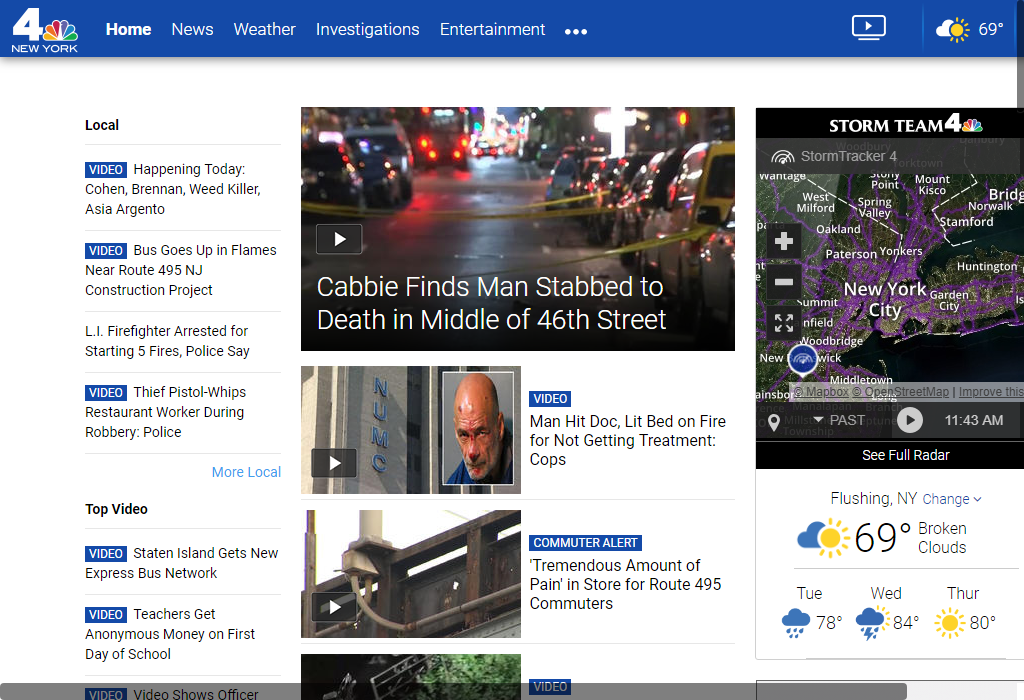 4
NEW YORK
Home
News
Weather
Investigations
Entertainment
69°
Local
VIDEO Happening Today:
Cohen, Brennan, Weed Killer,
Asia Argento
VIDEO Bus Goes Up in Flames
Near Route 495 NJ
Construction Project
L.I. Firefighter Arrested for
Starting 5 Fires, Police Say
VIDEO Thief Pistol-Whips
Restaurant Worker During
Robbery: Police
More Local
Top Video
VIDEO Staten Island Gets New
Express Bus Network
VIDEO Teachers Get
Anonymous Money on First
Day of School
VIDEO Video Shows Officer
Cabbie Finds Man Stabbed to
Death in Middle of 46th Street
NUMC
VIDEO
Man Hit Doc, Lit Bed on Fire
for Not Getting Treatment:
Cops
COMMUTER ALERT
'Tremendous Amount of
Pain' in Store for Route 495
Commuters
VIDEO
STORM TEAM 4
StormTracker 4
Woodbury
Danbury
Yorktown
Wantage
Stony
Point
Mount
Kisco
Bridg
West
Milford
Spring
Valley
Norwalk
Stamford
Oakland
Paterson
Yonkers
Huntington
New York
City
Garden
City
Is
Summit
nfield
Woodbridge
New
wick
Middletown
ainsbor
© Mapbox © OpenStreetMap | Improve this
Manalapan
Township
PAST
11:43 AM
See Full Radar
Flushing, NY Change
69° Broken
Clouds
Tue
Wed
Thur
78°
84°
80°